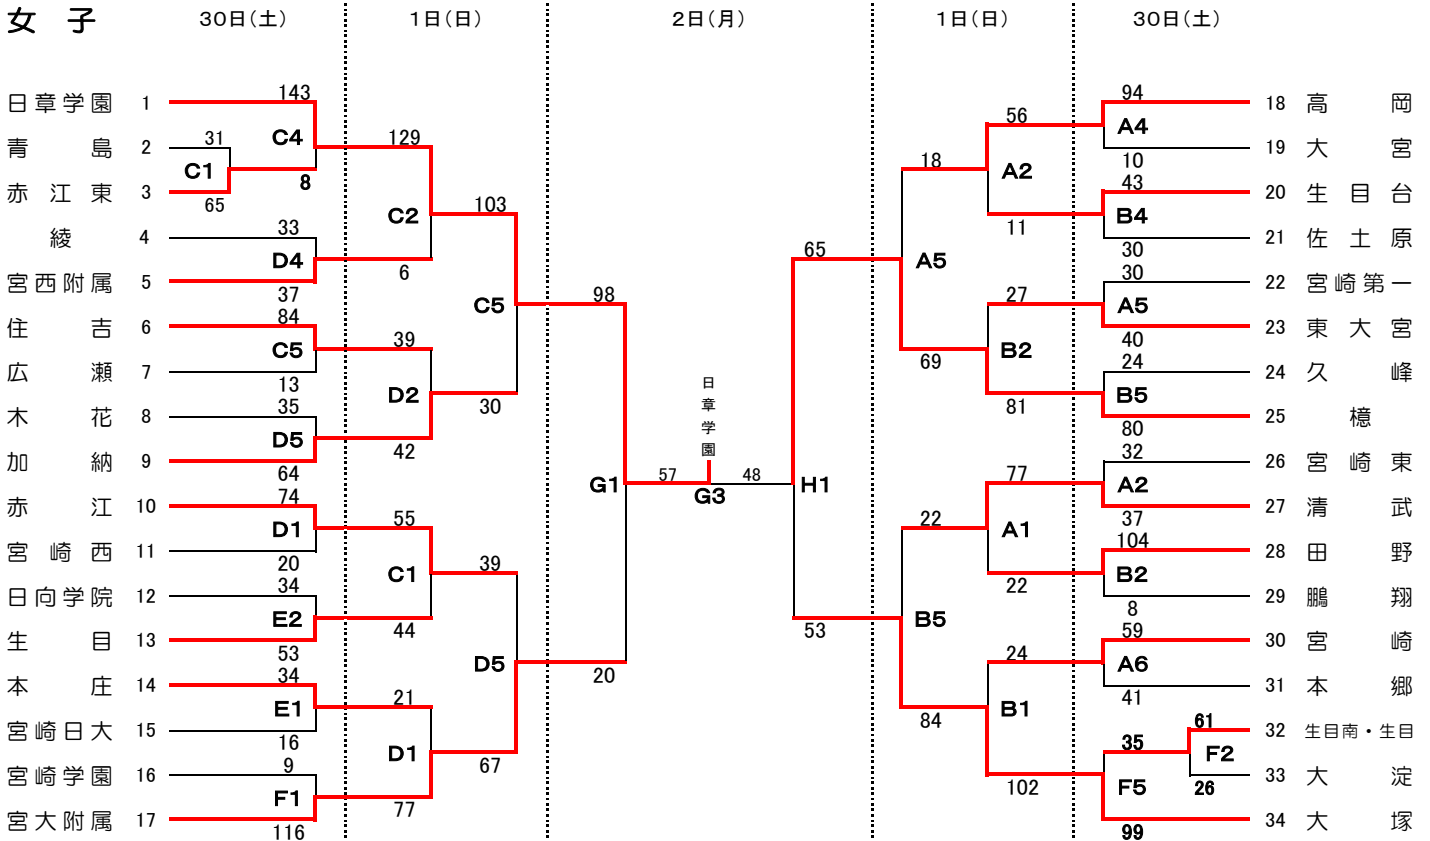 女子
30日(土) 1日(日) 2日(月) 1日(日) 30日(土)
日章学園 1
青島 2
赤江東 3
綾 4
宮西附属 5
住吉 6
広瀬 7
木花 8
加納 9
赤江 10
宮崎西 11
日向学院 12
生目 13
本庄 14
宮崎日大 15
宮崎学園 16
宮大附属 17
31
C1
65
143
C4
8
33
D4
37
84
C5
13
35
D5
64
74
D1
20
34
E2
53
34
E1
16
9
F1
116
129
C2
6
39
D2
42
55
C1
44
21
D1
77
103
C5
30
39
D5
67
98
G1
20
日章学園
57 48
G3
65
H1
53
18
A5
69
22
B5
84
56
A2
11
27
B2
81
77
A1
22
24
B1
102
94
A4
10
43
B4
30
30
A5
40
24
B5
80
32
A2
37
104
B2
8
59
A6
41
35
F5
99
61
F2
26
18 高岡
19 大宮
20 生目台
21 佐土原
22 宮崎第一
23 東大宮
24 久峰
25 檍
26 宮崎東
27 清武
28 田野
29 鵬翔
30 宮崎
31 本郷
32 生目南・生目
33 大淀
34 大塚